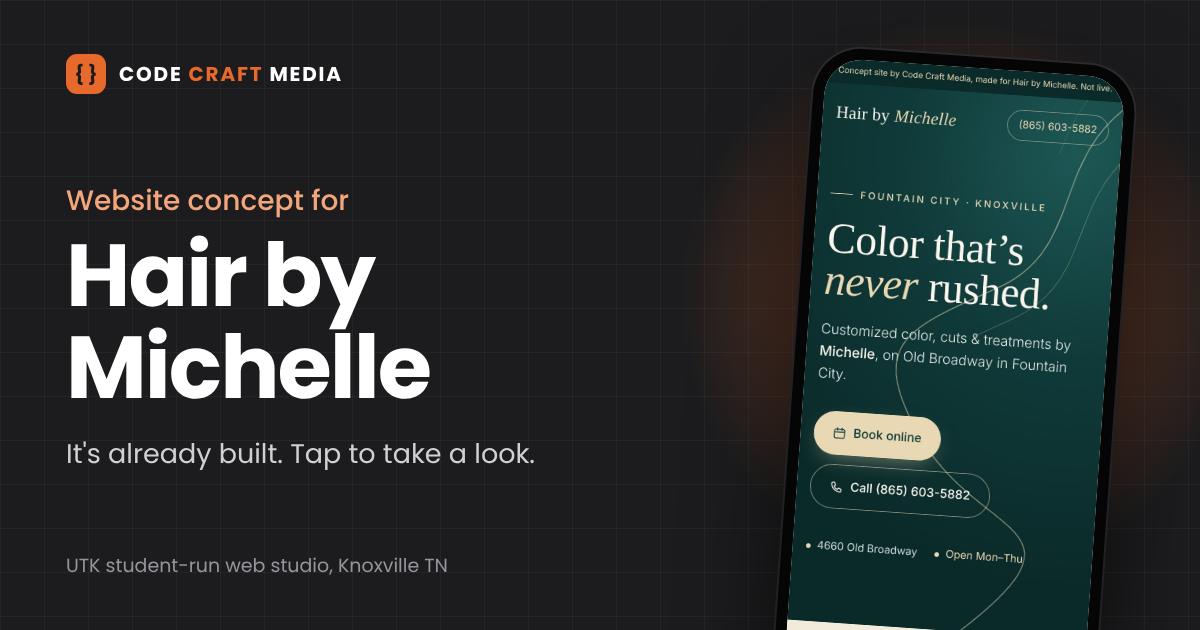 { } CODE CRAFT MEDIA
Website concept for
Hair by
Michelle
It's already built. Tap to take a look.
UTK student-run web studio, Knoxville TN
Concept site by Code Craft Media, made for Hair by Michelle. Not live.
Hair by Michelle
(865) 603-5882
FOUNTAIN CITY · KNOXVILLE
Color that’s
never rushed.
Customized color, cuts & treatments by
Michelle, on Old Broadway in Fountain
City.
Book online
Call (865) 603-5882
• 4660 Old Broadway • Open Mon–Thu